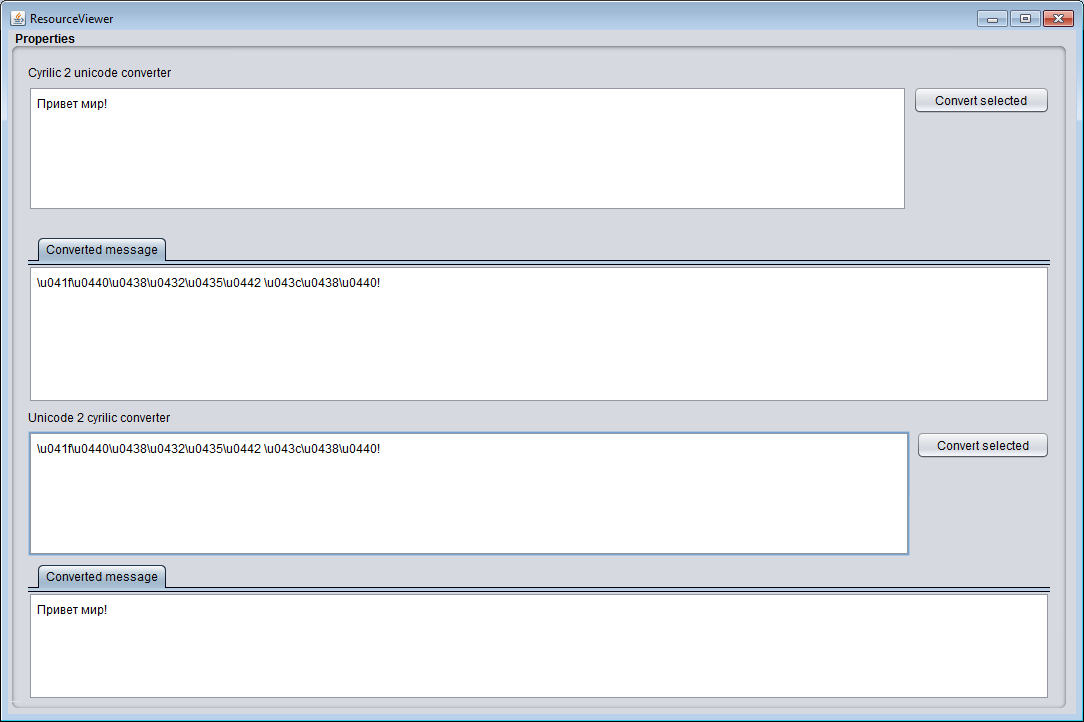 ResourceViewer
Properties
Cyrilic 2 unicode converter
Привет мир!
Convert selected
Converted message
\u041f\u0440\u0438\u0432\u0435\u0442 \u043c\u0438\u0440!
Unicode 2 cyrilic converter
\u041f\u0440\u0438\u0432\u0435\u0442 \u043c\u0438\u0440!
Convert selected
Converted message
Привет мир!